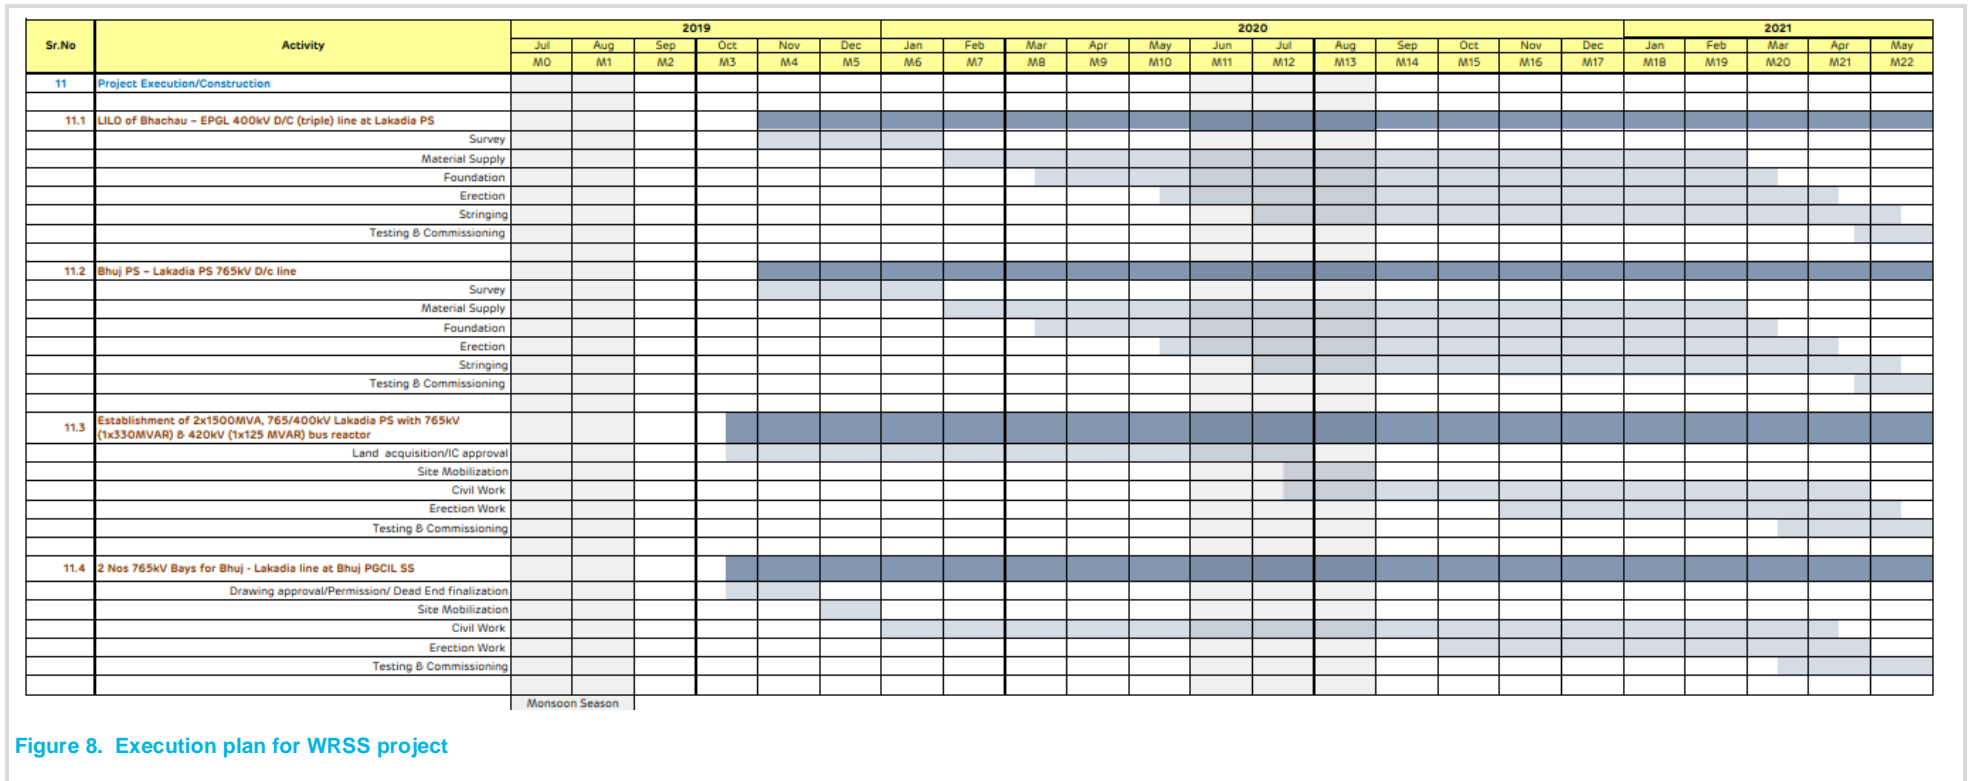 2019 2020 2021
Sr.No Activity Jul Aug Sep Oct Nov Dec Jan Feb Mar Apr May Jun Jul Aug Sep Oct Nov Dec Jan Feb Mar Apr May
M0 M1 M2 M3 M4 M5 M6 M7 M8 M9 M10 M11 M12 M13 M14 M15 M16 M17 M18 M19 M20 M21 M22
11 Project Execution/Construction
11.1 LILO of Bhachau – EPGL 400kV D/C (triple) line at Lakadia PS
Survey
Material Supply
Foundation
Erection
Stringing
Testing & Commissioning
11.2 Bhuj PS – Lakadia PS 765kV D/c line
Survey
Material Supply
Foundation
Erection
Stringing
Testing & Commissioning
11.3 Establishment of 2x1500MVA, 765/400kV Lakadia PS with 765kV
(1x330MVAR) & 420kV (1x125 MVAR) bus reactor
Land acquisition/IC approval
Site Mobilization
Civil Work
Erection Work
Testing & Commissioning
11.4 2 Nos 765kV Bays for Bhuj - Lakadia line at Bhuj PGCIL SS
Drawing approval/Permission/ Dead End finalization
Site Mobilization
Civil Work
Erection Work
Testing & Commissioning
Monsoon Season
Figure 8. Execution plan for WRSS project